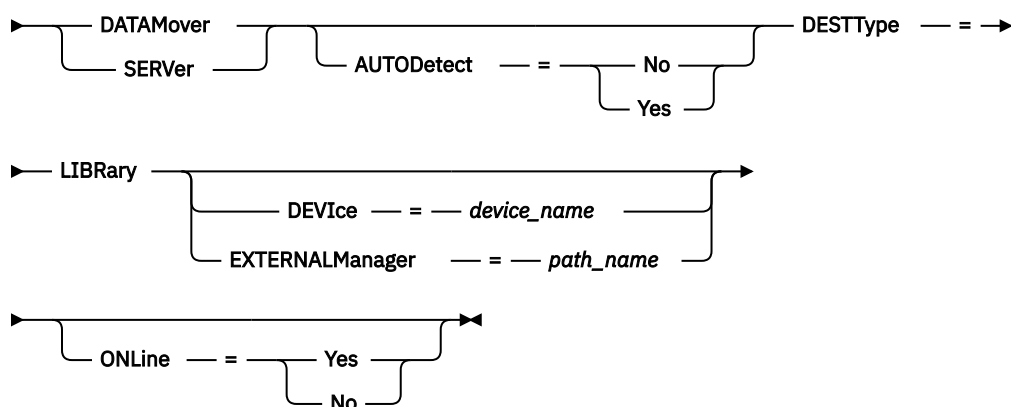 DATAMover DESTType =
SERVer AUTODetect = No
Yes
LIBRary
DEVIce = device_name
EXTERNALManager = path_name
ONLine = Yes
No